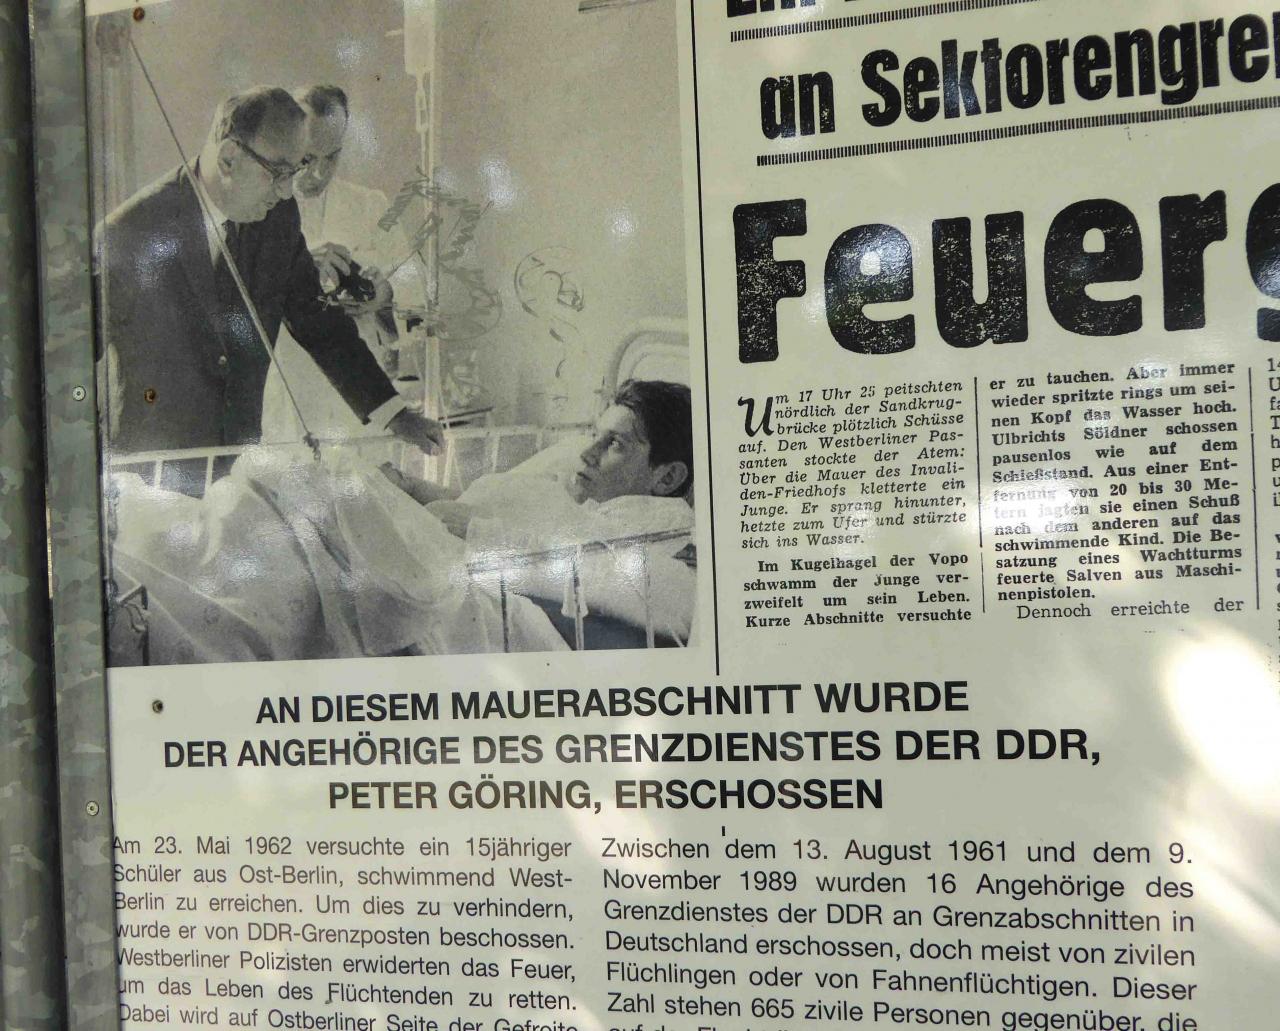 an Sektorengre
Feuer
Um 17 Uhr 25 peitschten
nördlich der Sandkrug-
brücke plötzlich Schüsse
auf. Den Westberliner Pas-
santen stockte der Atem:
Über die Mauer des Invali-
den-Friedhofs kletterte ein
Junge. Er sprang hinunter,
hetzte zum Ufer und stürzte
sich ins Wasser.
Im Kugelhagel der Vopo
schwamm der Junge ver-
zweifelt um sein Leben.
Kurze Abschnitte versuchte
er zu tauchen. Aber immer
wieder spritzte rings um sei-
nen Kopf das Wasser hoch.
Ulbrichts Söldner schossen
pausenlos wie auf dem
Schießstand. Aus einer Ent-
fernung von 20 bis 30 Me-
tern jagten sie einen Schuß
nach dem anderen auf das
schwimmende Kind. Die Be-
satzung eines Wachtturms
feuerte Salven aus Maschi-
nenpistolen.
Dennoch erreichte der
AN DIESEM MAUERABSCHNITT WURDE
DER ANGEHÖRIGE DES GRENZDIENSTES DER DDR,
PETER GÖRING, ERSCHOSSEN
Am 23. Mai 1962 versuchte ein 15jähriger
Schüler aus Ost-Berlin, schwimmend West-
Berlin zu erreichen. Um dies zu verhindern,
wurde er von DDR-Grenzposten beschossen.
Westberliner Polizisten erwiderten das Feuer,
um das Leben des Flüchtenden zu retten.
Dabei wird auf Ostberliner Seite der Gefreite
Zwischen dem 13. August 1961 und dem 9.
November 1989 wurden 16 Angehörige des
Grenzdienstes der DDR an Grenzabschnitten in
Deutschland erschossen, doch meist von zivilen
Flüchlingen oder von Fahnenflüchtigen. Dieser
Zahl stehen 665 zivile Personen gegenüber, die